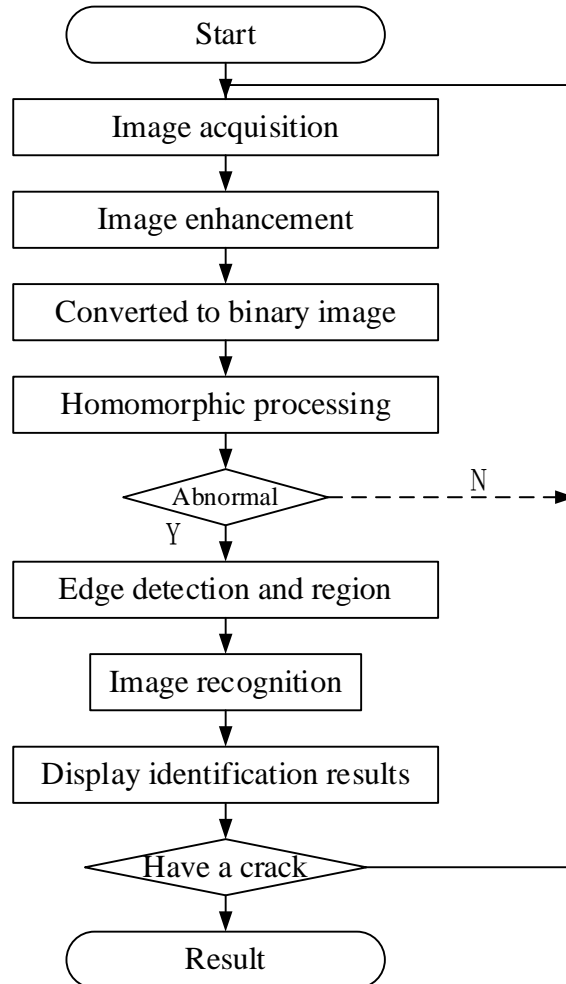 Start
Image acquisition
Image enhancement
Converted to binary image
Homomorphic processing
Abnormal
N
Y
Edge detection and region
Image recognition
Display identification results
Have a crack
Result